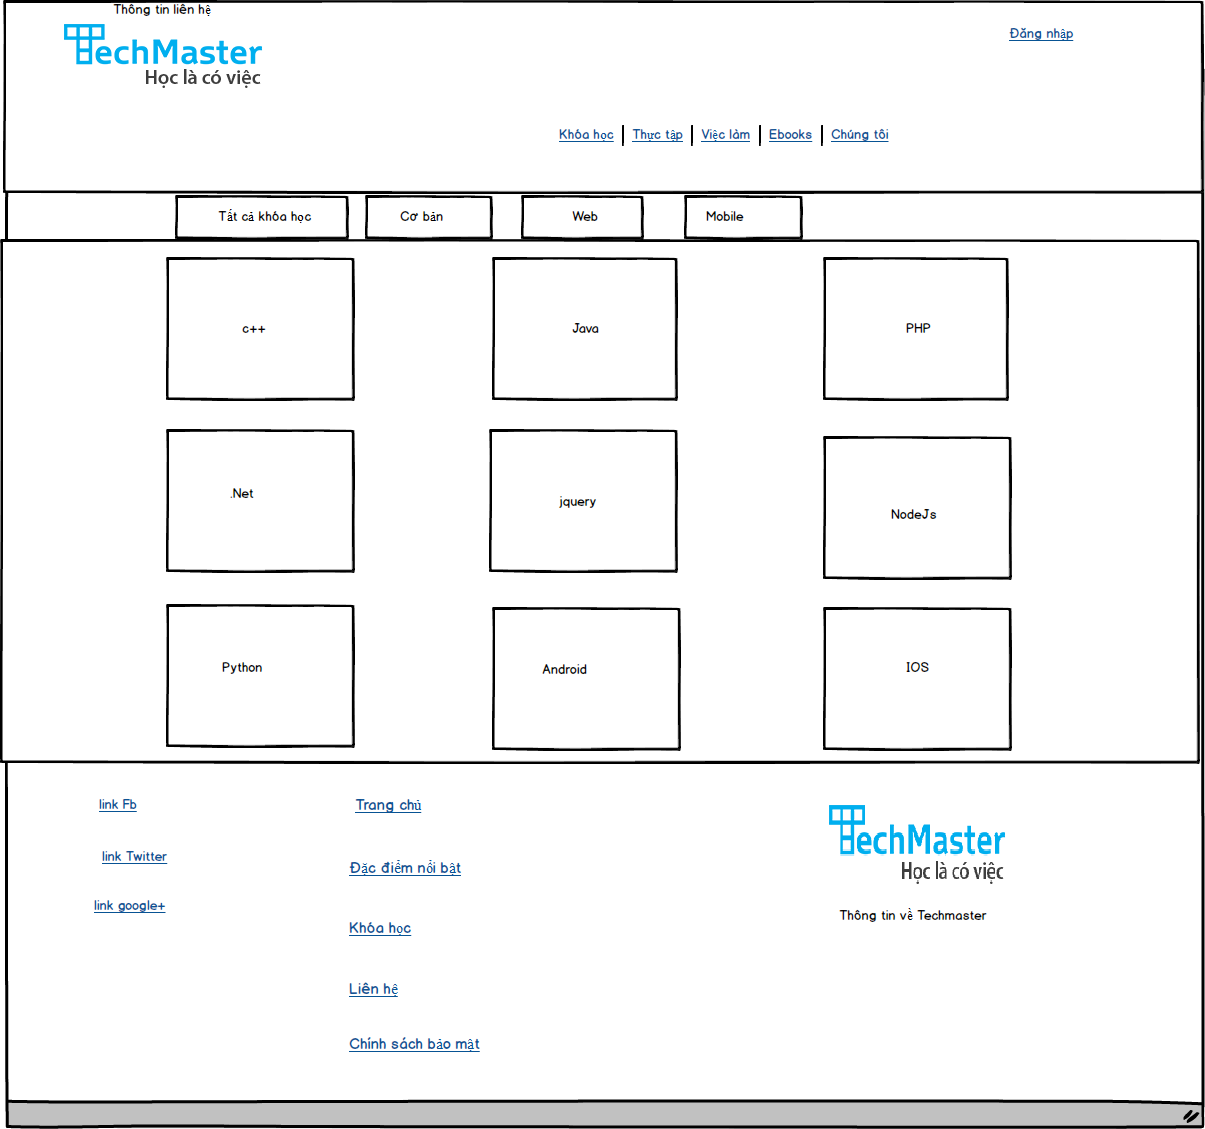 Thông tin liên hệ
TechMaster
Học là có việc
Đăng nhập
Khóa học | Thực tập | Việc làm | Ebooks | Chúng tôi
Tất cả khóa học
Cơ bản
Web
Mobile
c++
Java
PHP
.Net
jquery
NodeJs
Python
Android
IOS
link Fb
link Twitter
link google+
Trang chủ
Đặc điểm nổi bật
Khóa học
Liên hệ
Chính sách bảo mật
TechMaster
Học là có việc
Thông tin về Techmaster